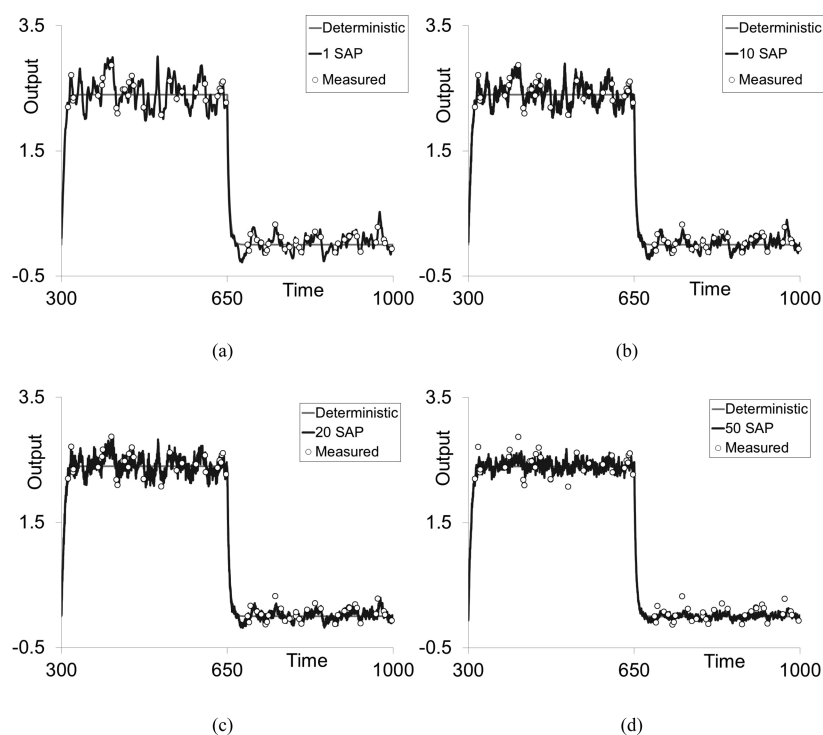 3.5
Output
1.5
-0.5
300
650
Time
1000
Deterministic
1 SAP
Measured
(a)
3.5
Output
1.5
-0.5
300
650
Time
1000
Deterministic
10 SAP
Measured
(b)
3.5
Output
1.5
-0.5
300
650
Time
1000
Deterministic
20 SAP
Measured
(c)
3.5
Output
1.5
-0.5
300
650
Time
1000
Deterministic
50 SAP
Measured
(d)